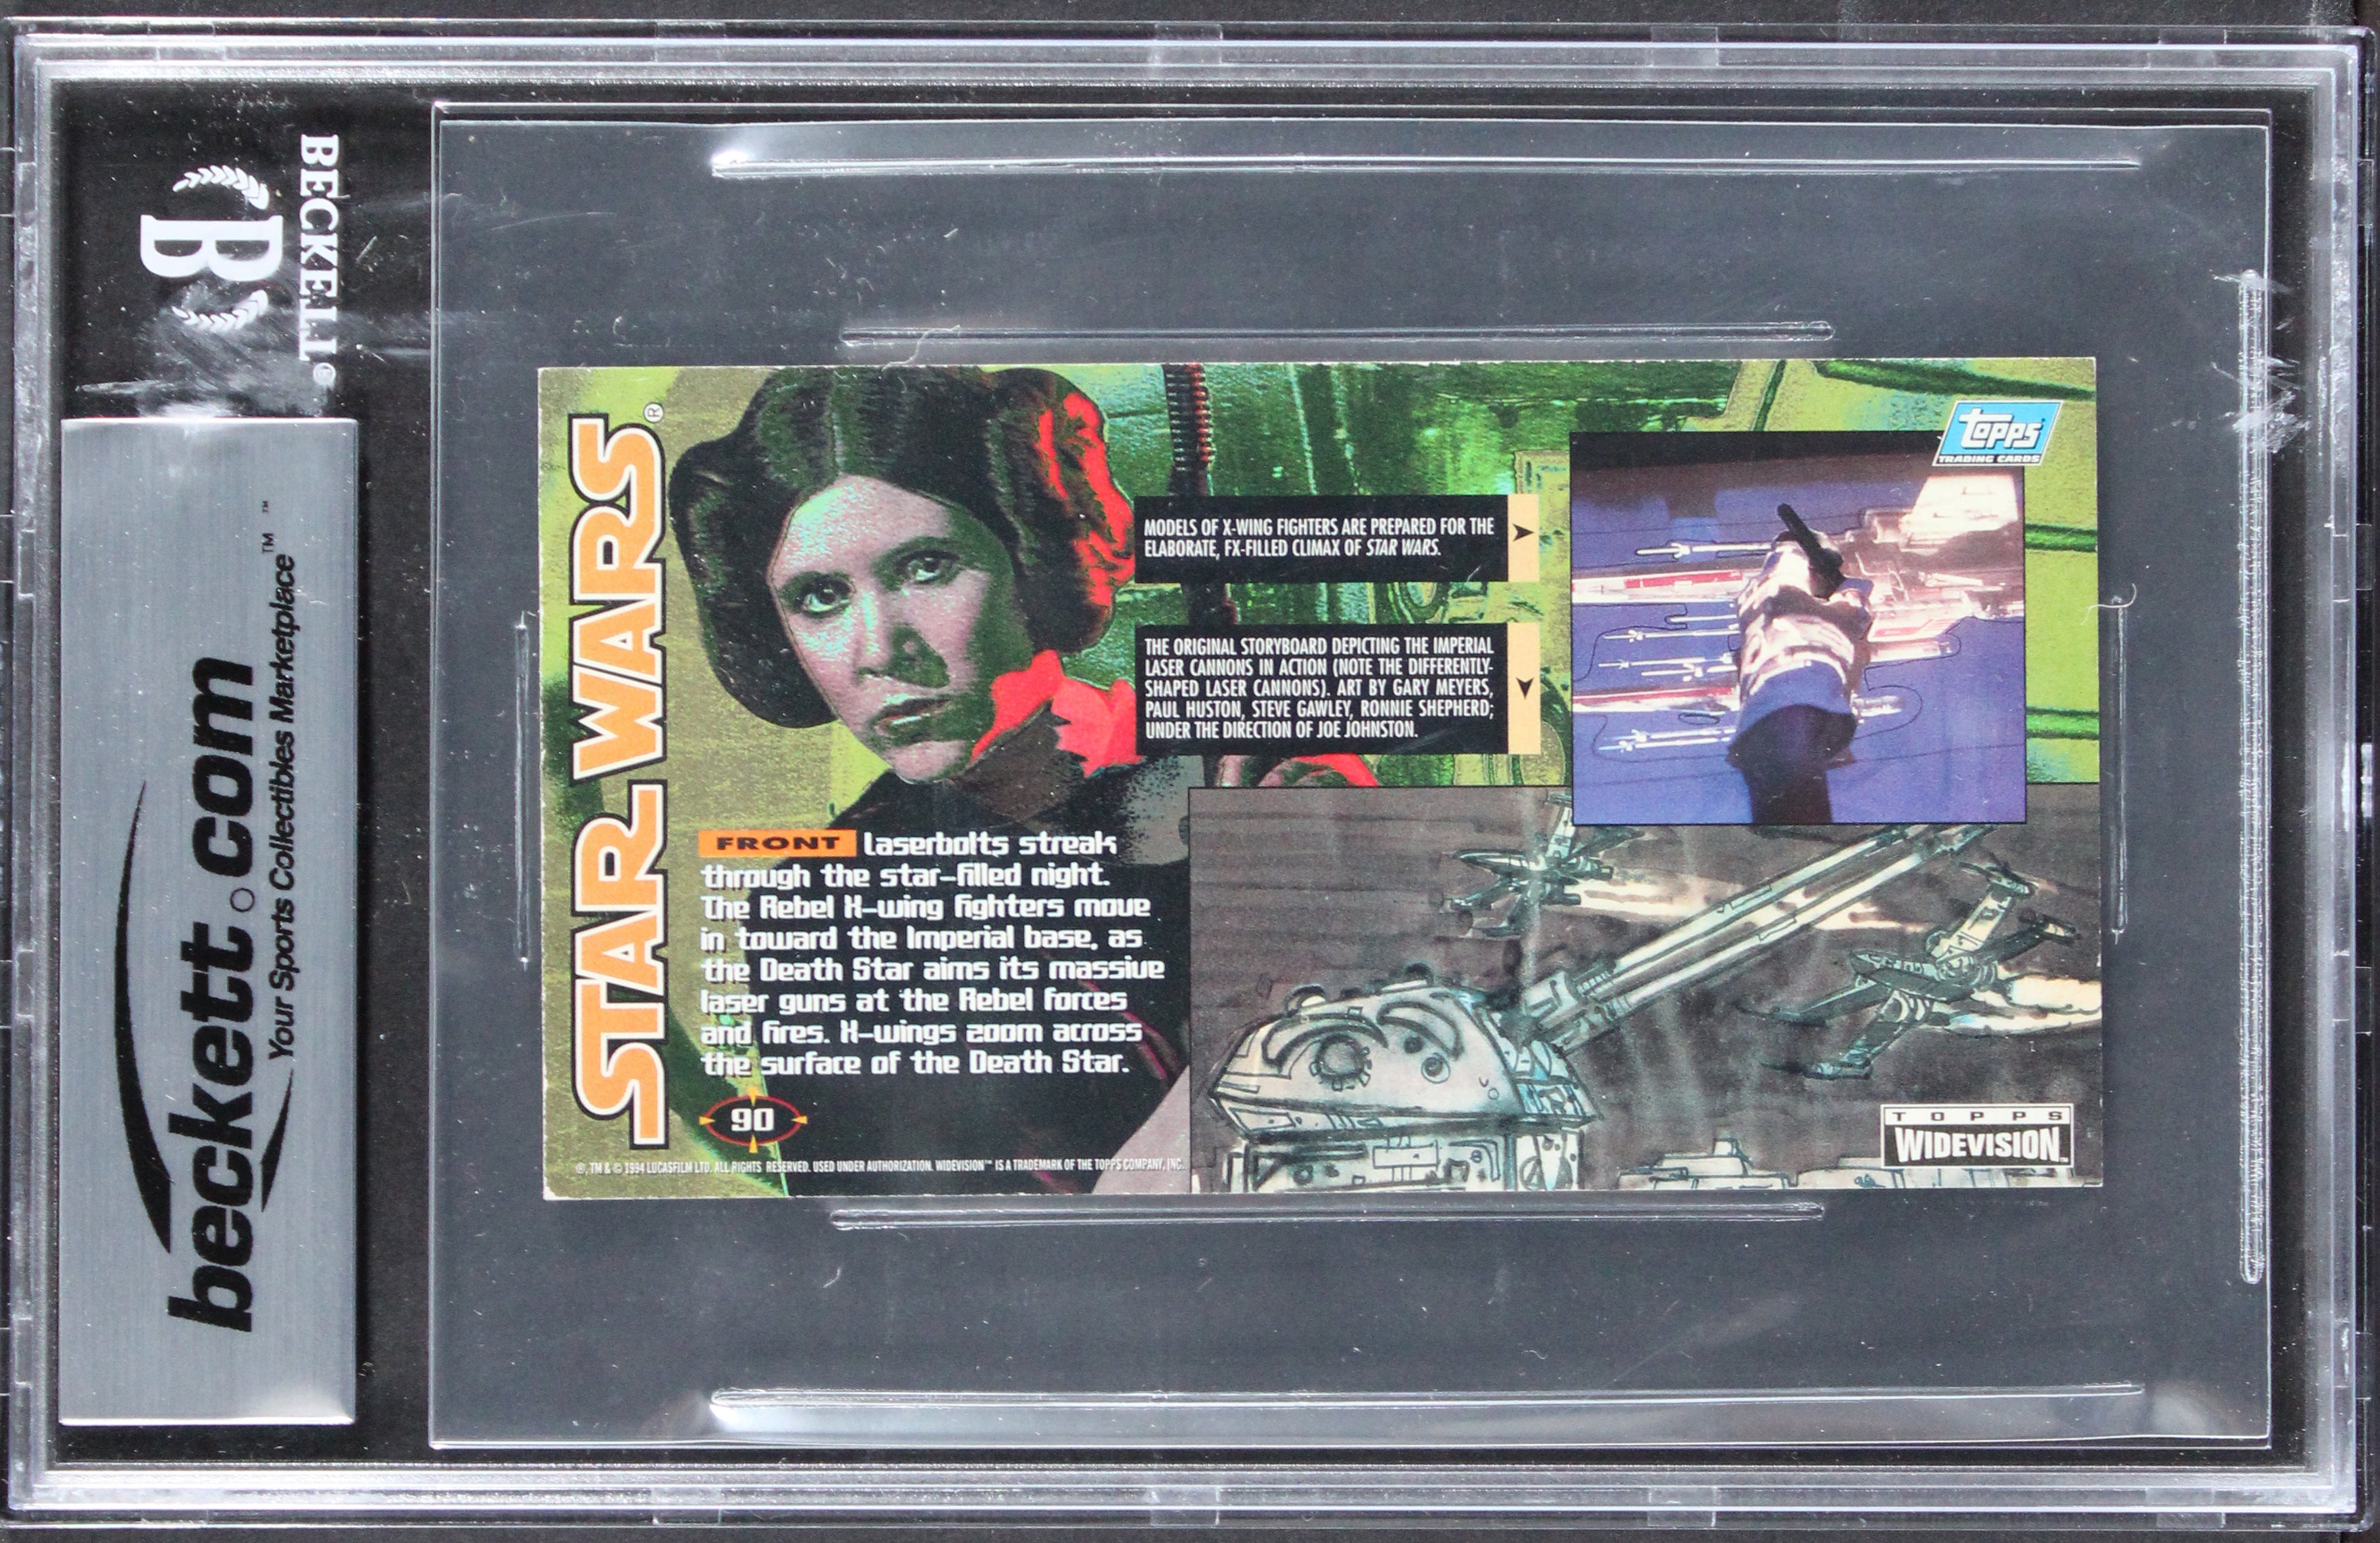 BECKETT®
B
beckett.com™
Your Sports Collectibles Marketplace™
STAR WARS®
topps®
TRADING CARDS
MODELS OF X-WING FIGHTERS ARE PREPARED FOR THE
ELABORATE, FX-FILLED CLIMAX OF STAR WARS.
THE ORIGINAL STORYBOARD DEPICTING THE IMPERIAL
LASER CANNONS IN ACTION (NOTE THE DIFFERENTLY-
SHAPED LASER CANNONS). ART BY GARY MEYERS,
PAUL HUSTON, STEVE GAWLEY, RONNIE SHEPHERD;
UNDER THE DIRECTION OF JOE JOHNSTON.
FRONT Laserbolts streak
through the star-filled night.
The Rebel X-wing fighters move
in toward the Imperial base, as
the Death Star aims its massive
laser guns at the Rebel forces
and fires. X-wings zoom across
the surface of the Death Star.
90
®, TM & © 1994 LUCASFILM LTD. ALL RIGHTS RESERVED. USED UNDER AUTHORIZATION. WIDEVISION™ IS A TRADEMARK OF THE TOPPS COMPANY, INC.
TOPPS
WIDEVISION™